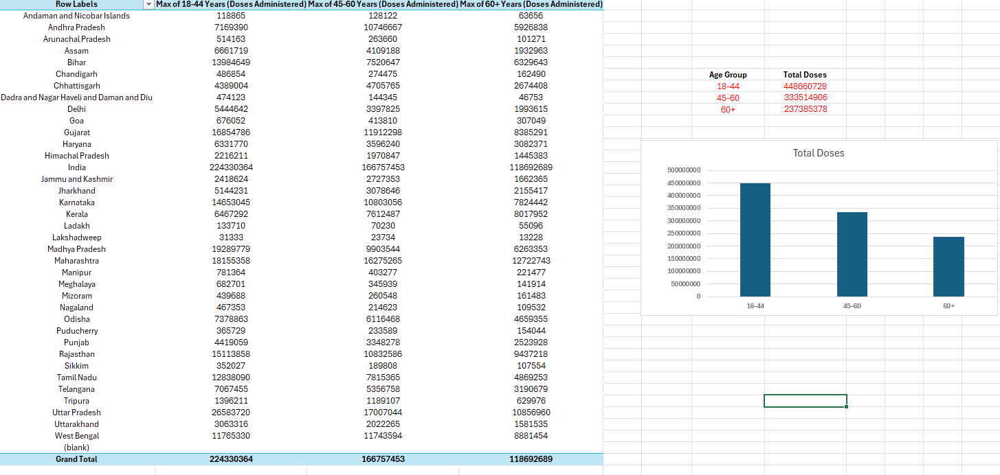 Row Labels Max of 18-44 Years (Doses Administered) Max of 45-60 Years (Doses Administered) Max of 60+ Years (Doses Administered)
Andaman and Nicobar Islands 118865 128122 63656
Andhra Pradesh 7169390 10746667 5926838
Arunachal Pradesh 514163 263660 101271
Assam 6661719 4109188 1932963
Bihar 13984649 7520647 6329643
Chandigarh 486854 274475 162490
Chhattisgarh 4389004 4705765 2674408
Dadra and Nagar Haveli and Daman and Diu 474123 144345 46753
Delhi 5444642 3397825 1993615
Goa 676052 413810 307049
Gujarat 16854786 11912298 8385291
Haryana 6331770 3596240 3082371
Himachal Pradesh 2216211 1970847 1445383
India 224330364 166757453 118692689
Jammu and Kashmir 2418624 2727353 1662365
Jharkhand 5144231 3078646 2155417
Karnataka 14653045 10803056 7824442
Kerala 6467292 7612487 8017952
Ladakh 133710 70230 55096
Lakshadweep 31333 23734 13228
Madhya Pradesh 19289779 9903544 6263353
Maharashtra 18155358 16275265 12722743
Manipur 781364 403277 221477
Meghalaya 682701 345939 141914
Mizoram 439688 260548 161483
Nagaland 467353 214623 109532
Odisha 7378863 6116468 4659355
Puducherry 365729 233589 154044
Punjab 4419059 3348278 2523928
Rajasthan 15113858 10832586 9437218
Sikkim 352027 189808 107554
Tamil Nadu 12838090 7815365 4869253
Telangana 7067455 5356758 3190679
Tripura 1396211 1189107 629976
Uttar Pradesh 26583720 17007044 10856960
Uttarakhand 3063316 2022265 1581535
West Bengal 11765330 11743594 8881454
(blank)
Grand Total 224330364 166757453 118692689
Age Group Total Doses
18–44 448660728
45–60 333514906
60+ 237385378
Total Doses
500000000
450000000
400000000
350000000
300000000
250000000
200000000
150000000
100000000
50000000
0
18–44 45–60 60+